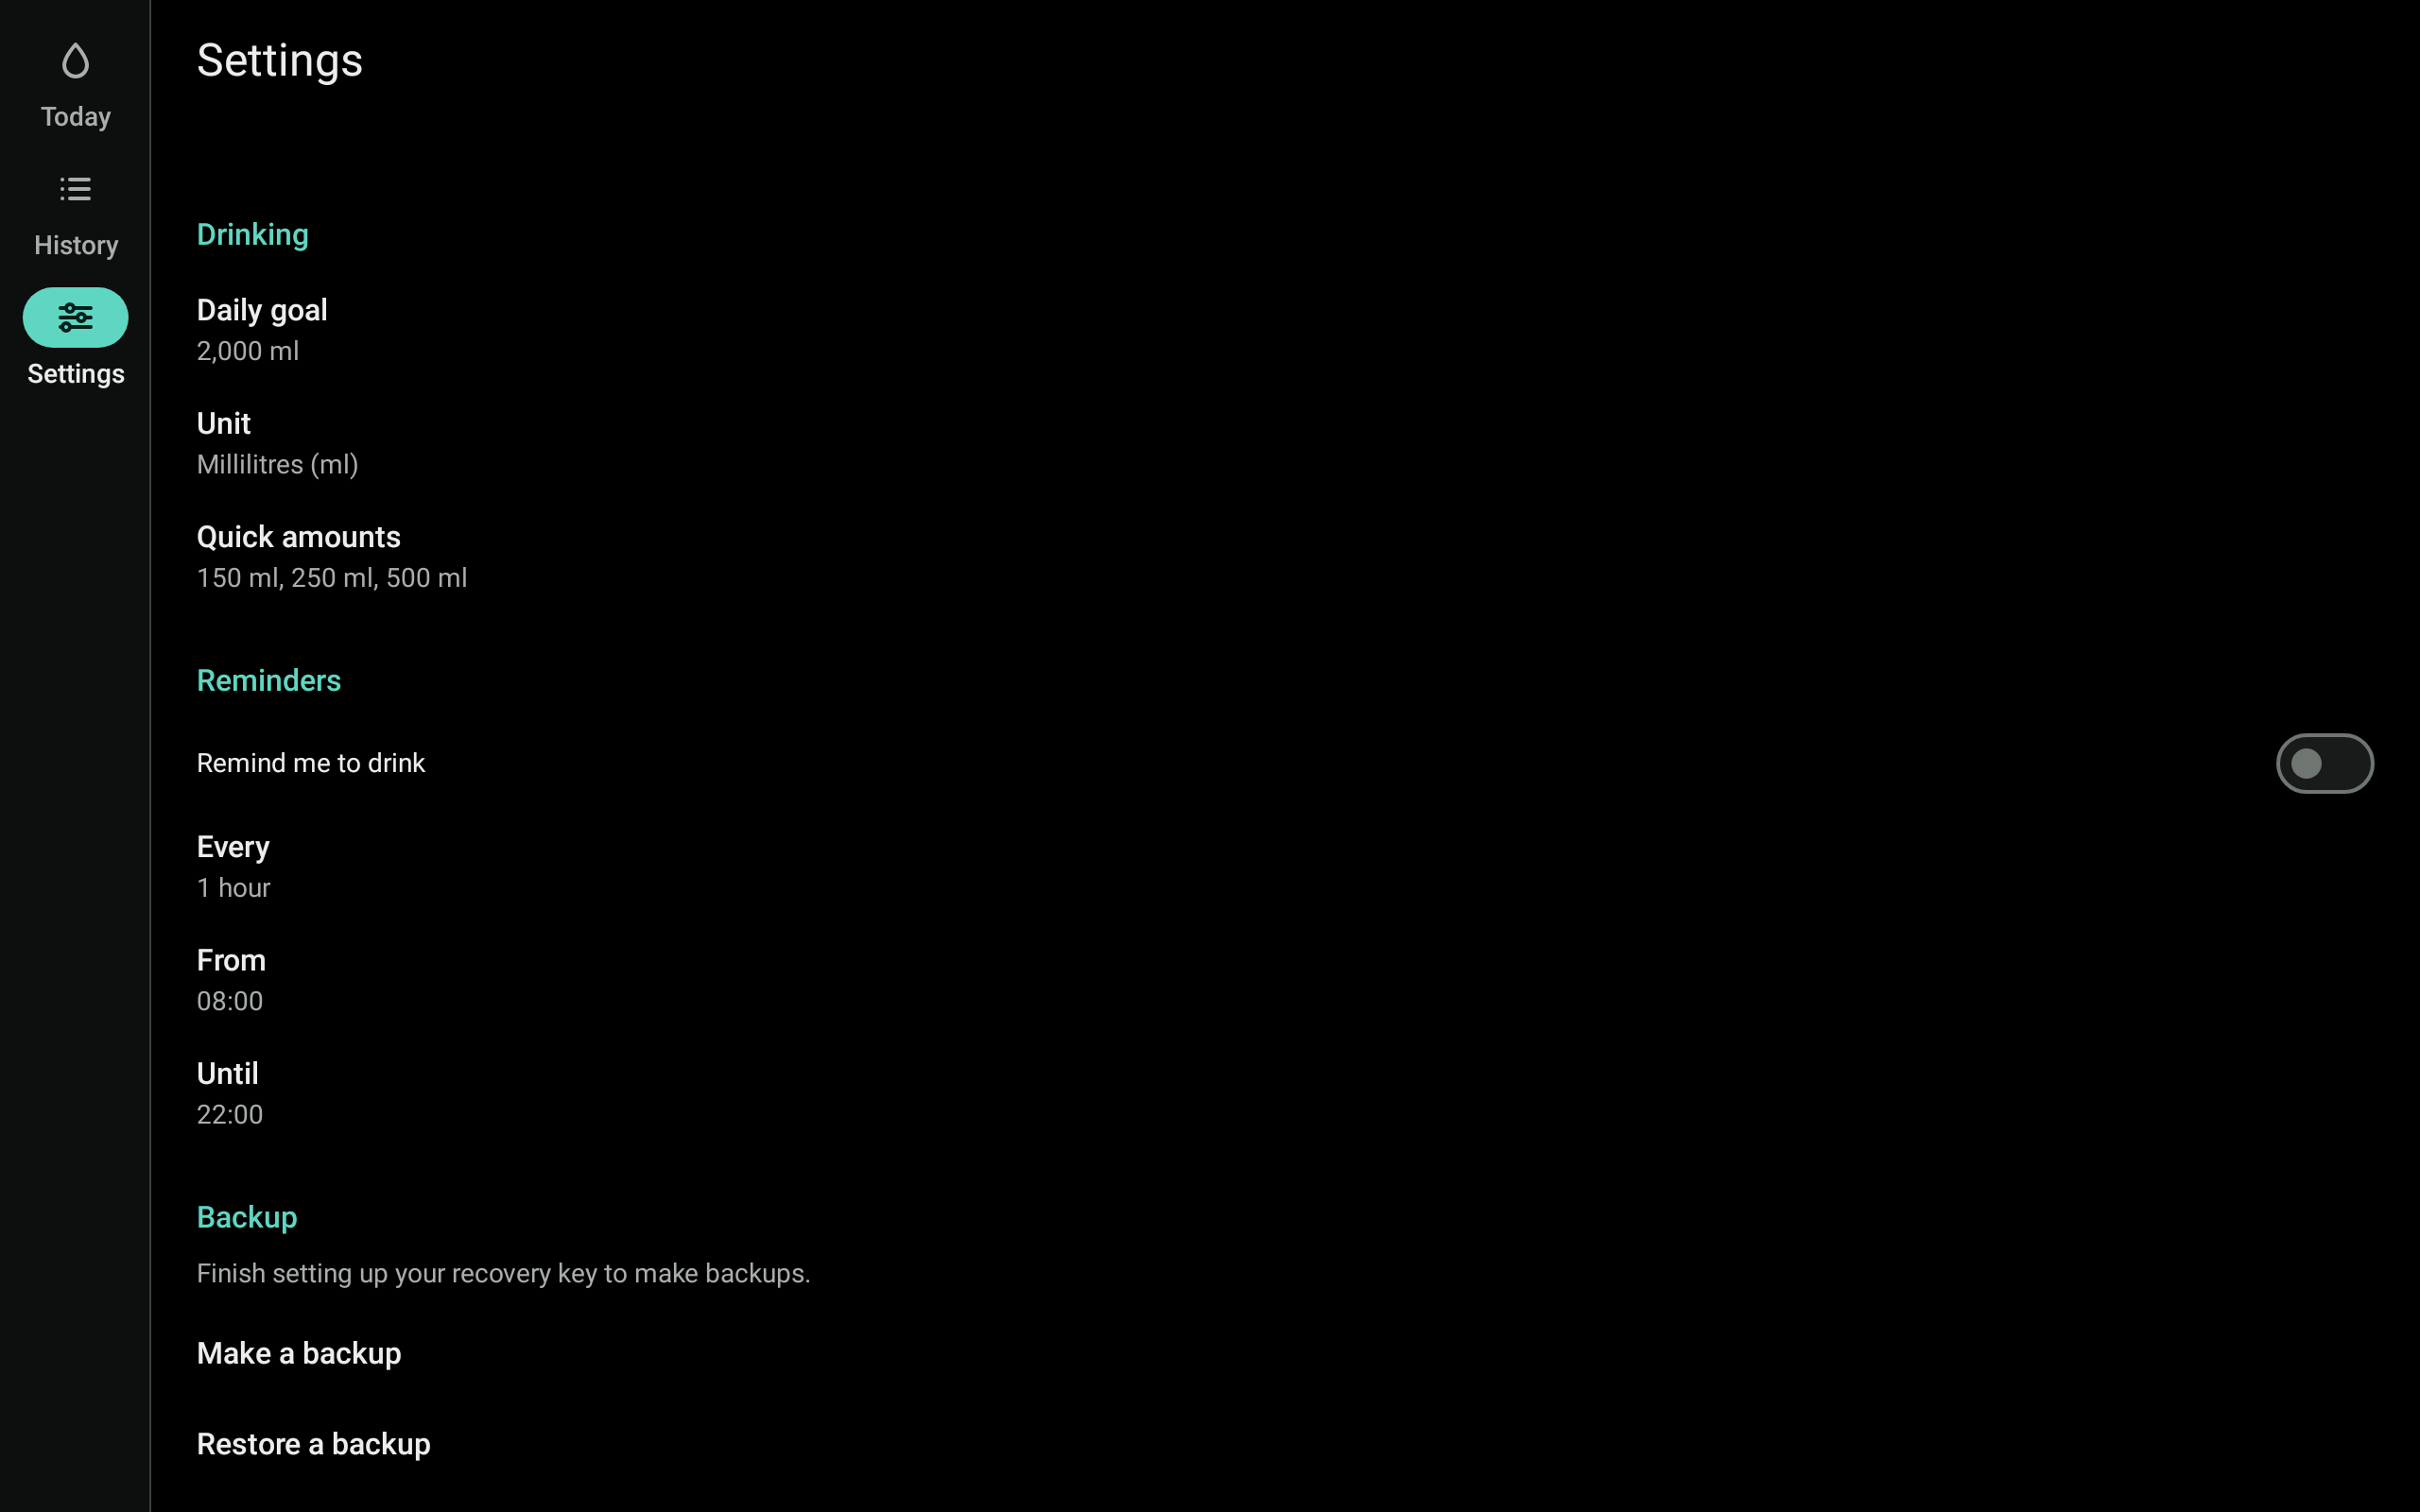 Today
History
Settings
Settings
Drinking
Daily goal
2,000 ml
Unit
Millilitres (ml)
Quick amounts
150 ml, 250 ml, 500 ml
Reminders
Remind me to drink
Every
1 hour
From
08:00
Until
22:00
Backup
Finish setting up your recovery key to make backups.
Make a backup
Restore a backup